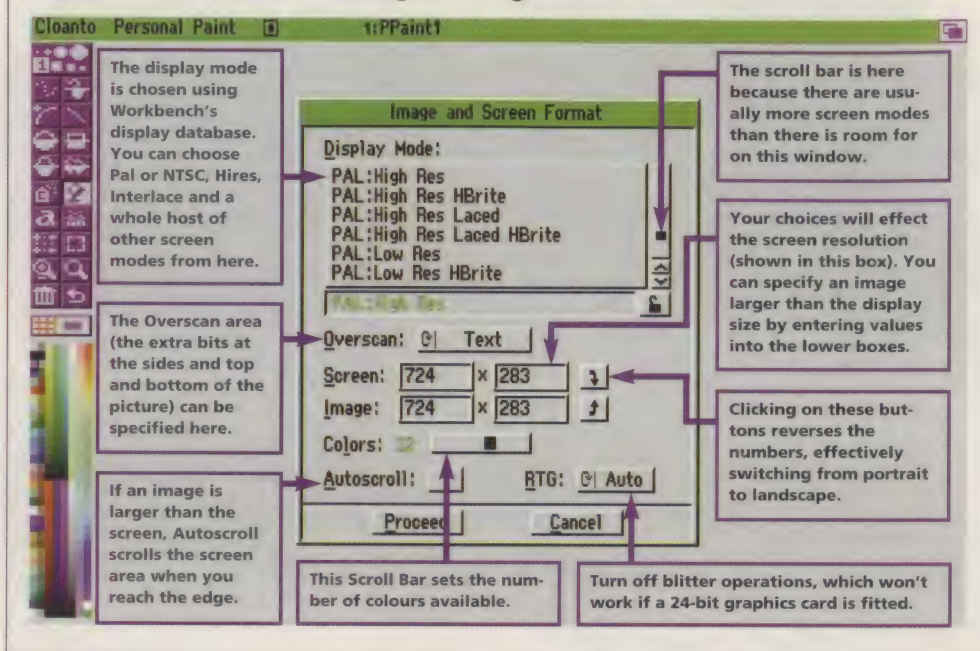 Cloanto Personal Paint 1:PPaint1
The display mode
is chosen using
Workbench's
display database.
You can choose
Pal or NTSC, Hires,
Interlace and a
whole host of
other screen
modes from here.
The Overscan area
(the extra bits at
the sides and top
and bottom of the
picture) can be
specified here.
If an image is
larger than the
screen, Autoscroll
scrolls the screen
area when you
reach the edge.
Image and Screen Format
Display Mode:
PAL:High Res
PAL:High Res HBrite
PAL:High Res Laced
PAL:High Res Laced HBrite
PAL:Low Res
PAL:Low Res HBrite
PAL:High Res
Overscan: Text
Screen: 724 × 283
Image: 724 × 283
Colors: 32
Autoscroll: RTG: Auto
Proceed Cancel
This Scroll Bar sets the num-
ber of colours available.
The scroll bar is here
because there are usu-
ally more screen modes
than there is room for
on this window.
Your choices will effect
the screen resolution
(shown in this box). You
can specify an image
larger than the display
size by entering values
into the lower boxes.
Clicking on these but-
tons reverses the
numbers, effectively
switching from portrait
to landscape.
Turn off blitter operations, which won't
work if a 24-bit graphics card is fitted.